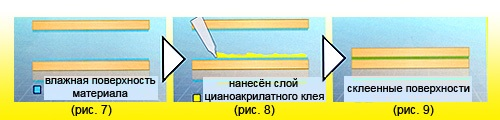 влажная поверхность
материала
(рис. 7)
нанесён слой
цианоакрилатного клея
(рис. 8)
склеенные поверхности
(рис. 9)